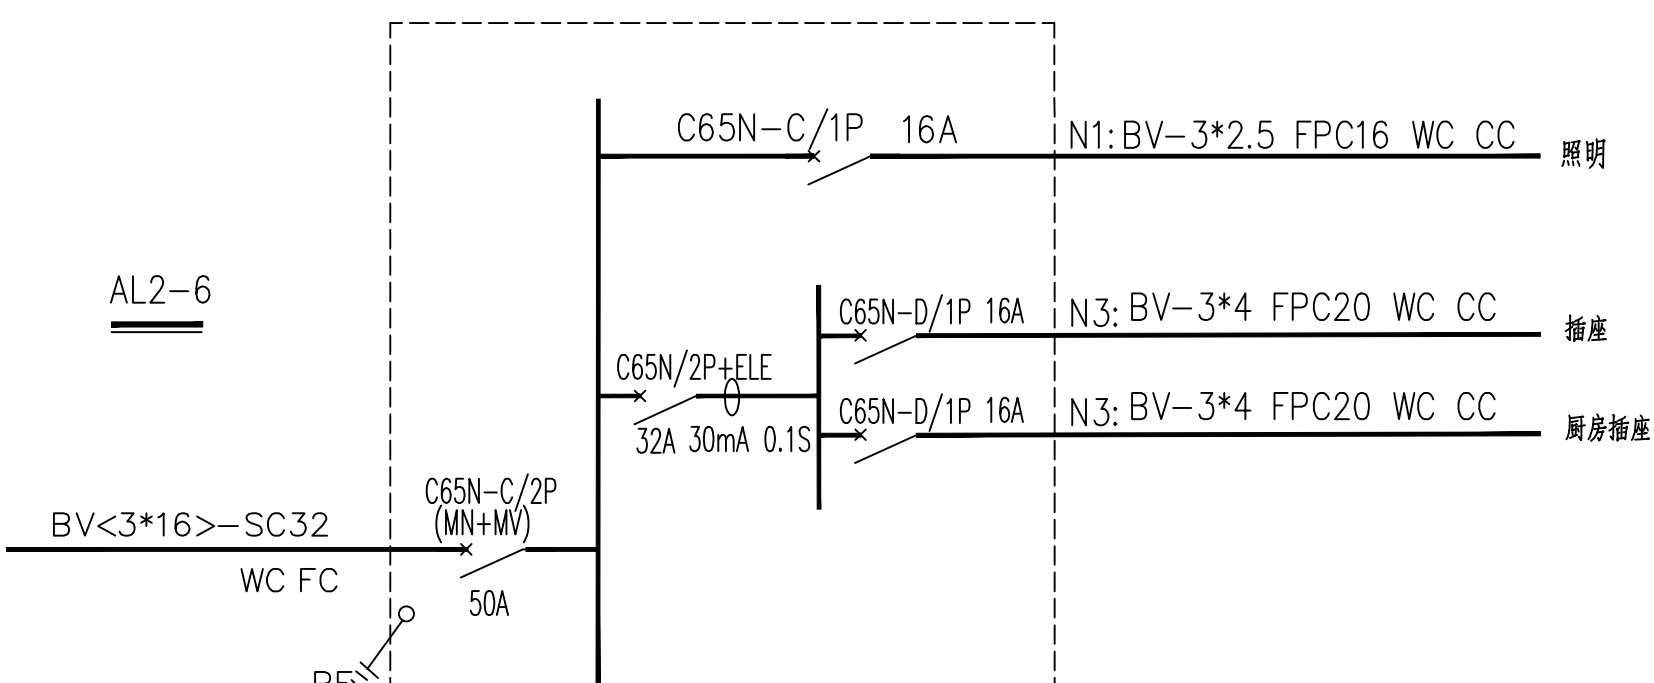 C65N-C/1P 16A
N1:BV-3*2.5 FPC16 WC CC
照明
AL2-6
C65N-D/1P 16A
N3: BV-3*4 FPC20 WC CC
插座
C65N/2P+ELE
32A 30mA 0.1S
C65N-D/1P 16A
N3: BV-3*4 FPC20 WC CC
厨房插座
C65N-C/2P
(MN+MV)
50A
BV<3*16>-SC32
WC FC